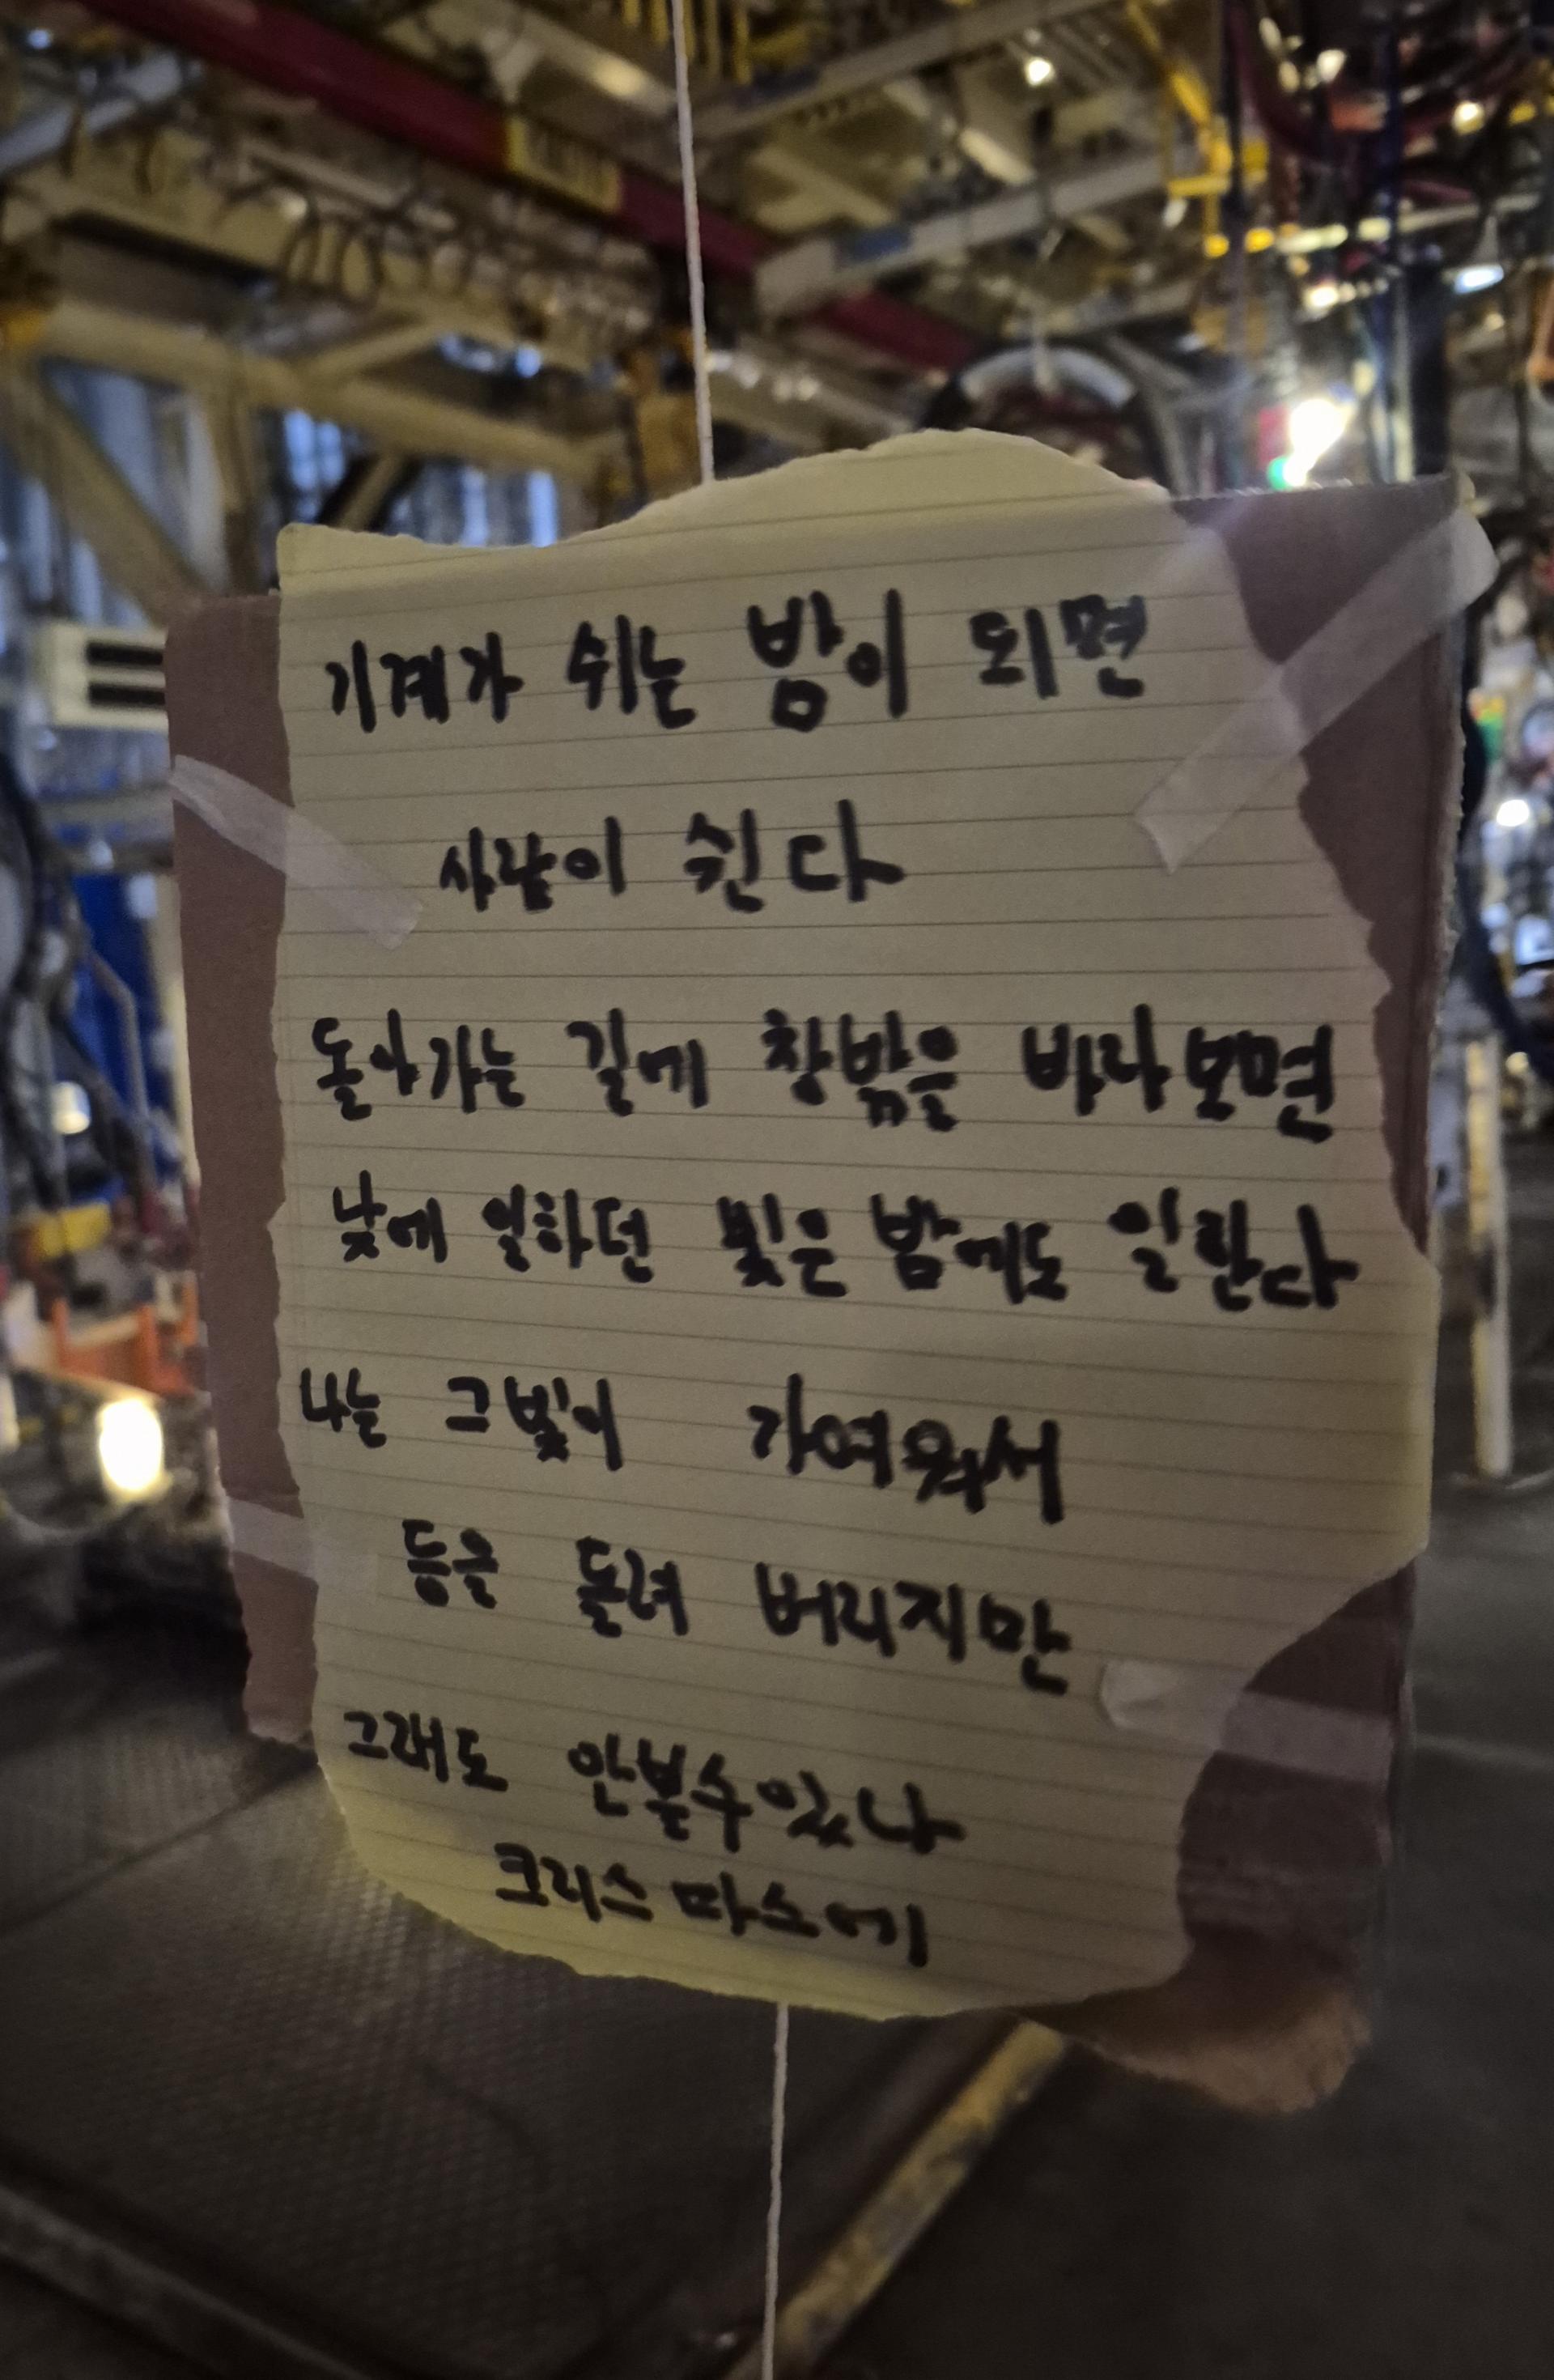 기계가 쉬는 밤이 되면
사람이 쉰다
돌아가는 길에 창밖을 바라보면
낮에 일하던 빛은 밤에도 일한다
나는 그 빛이 가여워서
등을 돌려 버리지만
그래도 안볼수있나
크리스마스에